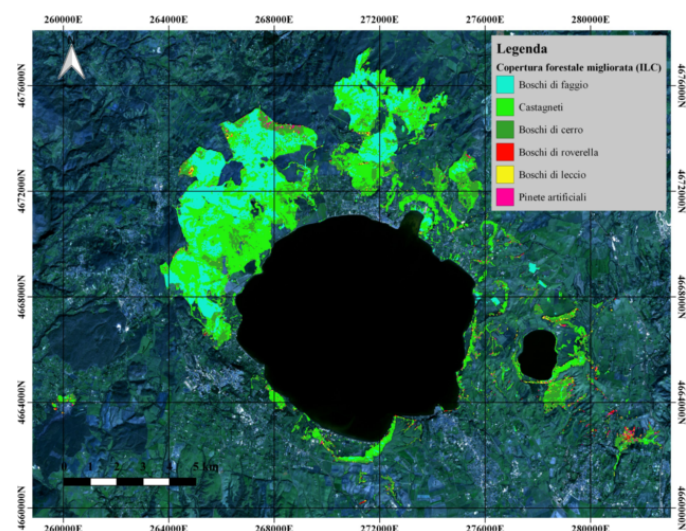 260000E 264000E 268000E 272000E 276000E 280000E
Legenda
Copertura forestale migliorata (ILC)
Boschi di faggio
Castagneti
Boschi di cerro
Boschi di roverella
Boschi di leccio
Pinete artificiali
4676000N 4676000N
4672000N 4672000N
4668000N 4668000N
4664000N 4664000N
0 1 2 3 4 5 km
4660000N 4660000N
260000E 264000E 268000E 272000E 276000E 280000E